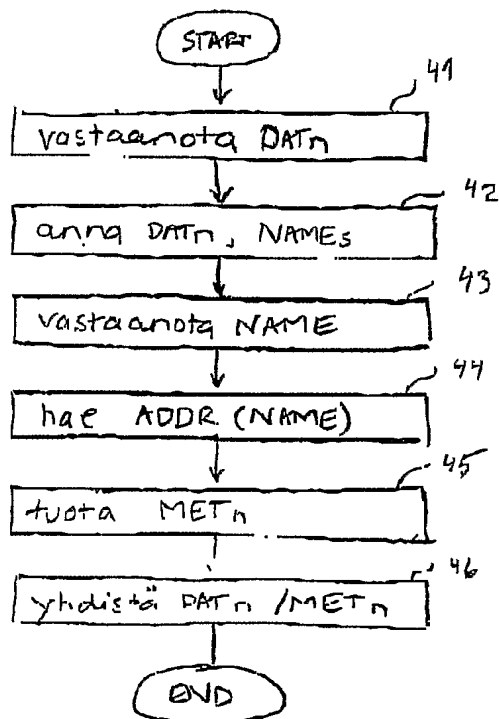 START
41
vastaanota DATn
42
anna DATn, NAMEs
43
vastaanota NAME
44
hae ADDR (NAME)
45
tuota METn
46
yhdistä DATn /METn
END